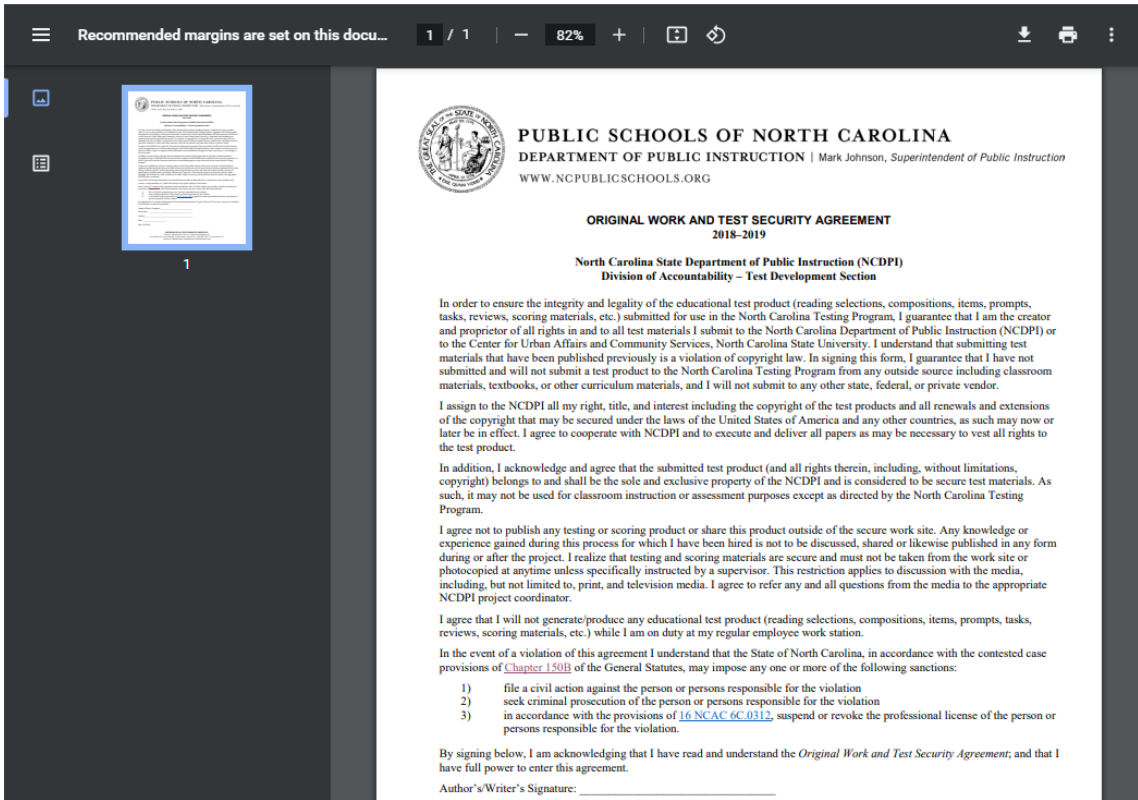 Recommended margins are set on this docu...
1 / 1
82%
1
THE GREAT SEAL OF THE STATE OF NORTH CAROLINA
PUBLIC SCHOOLS OF NORTH CAROLINA
DEPARTMENT OF PUBLIC INSTRUCTION | Mark Johnson, Superintendent of Public Instruction
WWW.NCPUBLICSCHOOLS.ORG
ORIGINAL WORK AND TEST SECURITY AGREEMENT
2018–2019
North Carolina State Department of Public Instruction (NCDPI)
Division of Accountability – Test Development Section
In order to ensure the integrity and legality of the educational test product (reading selections, compositions, items, prompts,
tasks, reviews, scoring materials, etc.) submitted for use in the North Carolina Testing Program, I guarantee that I am the creator
and proprietor of all rights in and to all test materials I submit to the North Carolina Department of Public Instruction (NCDPI) or
to the Center for Urban Affairs and Community Services, North Carolina State University. I understand that submitting test
materials that have been published previously is a violation of copyright law. In signing this form, I guarantee that I have not
submitted and will not submit a test product to the North Carolina Testing Program from any outside source including classroom
materials, textbooks, or other curriculum materials, and I will not submit to any other state, federal, or private vendor.
I assign to the NCDPI all my right, title, and interest including the copyright of the test products and all renewals and extensions
of the copyright that may be secured under the laws of the United States of America and any other countries, as such may now or
later be in effect. I agree to cooperate with NCDPI and to execute and deliver all papers as may be necessary to vest all rights to
the test product.
In addition, I acknowledge and agree that the submitted test product (and all rights therein, including, without limitations,
copyright) belongs to and shall be the sole and exclusive property of the NCDPI and is considered to be secure test materials. As
such, it may not be used for classroom instruction or assessment purposes except as directed by the North Carolina Testing
Program.
I agree not to publish any testing or scoring product or share this product outside of the secure work site. Any knowledge or
experience gained during this process for which I have been hired is not to be discussed, shared or likewise published in any form
during or after the project. I realize that testing and scoring materials are secure and must not be taken from the work site or
photocopied at anytime unless specifically instructed by a supervisor. This restriction applies to discussion with the media,
including, but not limited to, print, and television media. I agree to refer any and all questions from the media to the appropriate
NCDPI project coordinator.
I agree that I will not generate/produce any educational test product (reading selections, compositions, items, prompts, tasks,
reviews, scoring materials, etc.) while I am on duty at my regular employee work station.
In the event of a violation of this agreement I understand that the State of North Carolina, in accordance with the contested case
provisions of Chapter 150B of the General Statutes, may impose any one or more of the following sanctions:
1) file a civil action against the person or persons responsible for the violation
2) seek criminal prosecution of the person or persons responsible for the violation
3) in accordance with the provisions of 16 NCAC 6C.0312, suspend or revoke the professional license of the person or
persons responsible for the violation.
By signing below, I am acknowledging that I have read and understand the Original Work and Test Security Agreement; and that I
have full power to enter this agreement.
Author's/Writer's Signature: